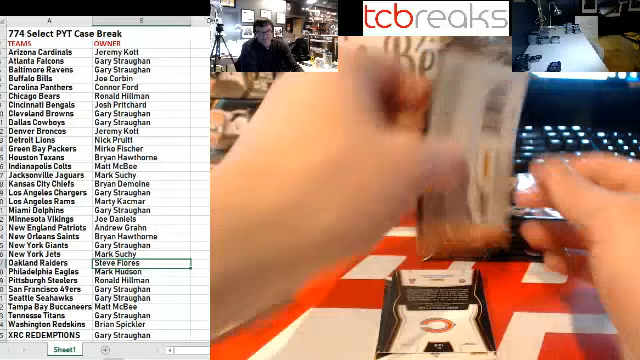 774 Select PYT Case Break
TEAMS OWNER
Arizona Cardinals Jeremy Kott
Atlanta Falcons Gary Straughan
Baltimore Ravens Gary Straughan
Buffalo Bills Joe Corbin
Carolina Panthers Connor Ford
Chicago Bears Ronald Hillman
Cincinnati Bengals Josh Pritchard
Cleveland Browns Gary Straughan
Dallas Cowboys Gary Straughan
Denver Broncos Jeremy Kott
Detroit Lions Nick Pruitt
Green Bay Packers Mirko Fischer
Houston Texans Bryan Hawthorne
Indianapolis Colts Matt McBee
Jacksonville Jaguars Mark Suchy
Kansas City Chiefs Bryan Demoine
Los Angeles Chargers Gary Straughan
Los Angeles Rams Marty Kacmar
Miami Dolphins Gary Straughan
Minnesota Vikings Joe Daniels
New England Patriots Andrew Grahn
New Orleans Saints Bryan Hawthorne
New York Giants Gary Straughan
New York Jets Mark Suchy
Oakland Raiders Steve Flores
Philadelphia Eagles Mark Hudson
Pittsburgh Steelers Ronald Hillman
San Francisco 49ers Gary Straughan
Seattle Seahawks Gary Straughan
Tampa Bay Buccaneers Matt McBee
Tennesse Titans Gary Straughan
Washington Redskins Brian Spickler
XRC REDEMPTIONS Gary Straughan
Sheet1
tcbreaks